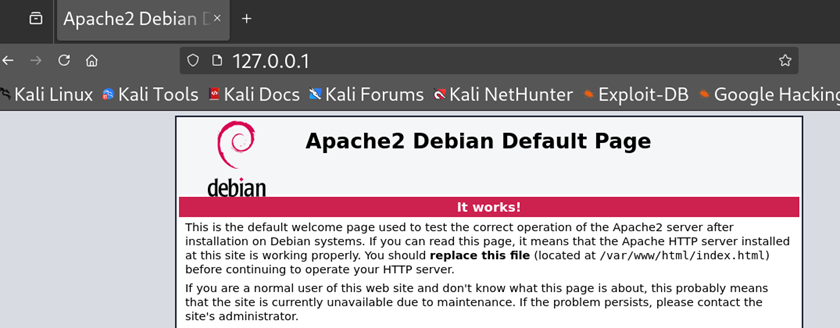 Apache2 Debian D
127.0.0.1
Kali Linux Kali Tools Kali Docs Kali Forums Kali NetHunter Exploit-DB Google Hacking
debian
Apache2 Debian Default Page
It works!
This is the default welcome page used to test the correct operation of the Apache2 server after
installation on Debian systems. If you can read this page, it means that the Apache HTTP server installed
at this site is working properly. You should replace this file (located at /var/www/html/index.html)
before continuing to operate your HTTP server.
If you are a normal user of this web site and don't know what this page is about, this probably means
that the site is currently unavailable due to maintenance. If the problem persists, please contact the
site's administrator.